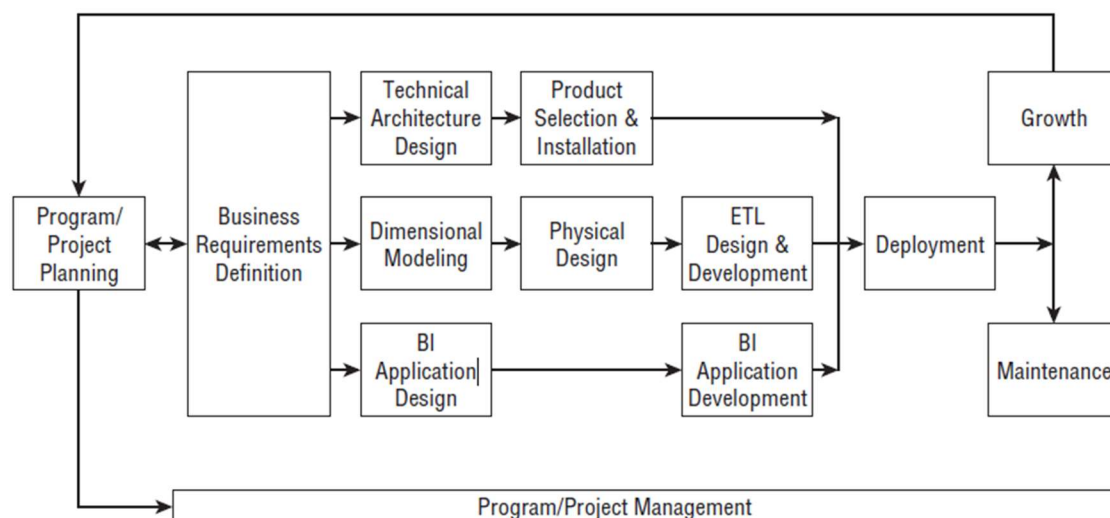 Technical
Architecture
Design
Product
Selection &
Installation
Growth
Program/
Project
Planning
Business
Requirements
Definition
Dimensional
Modeling
Physical
Design
ETL
Design &
Development
Deployment
BI
Application
Design
BI
Application
Development
Maintenance
Program/Project Management